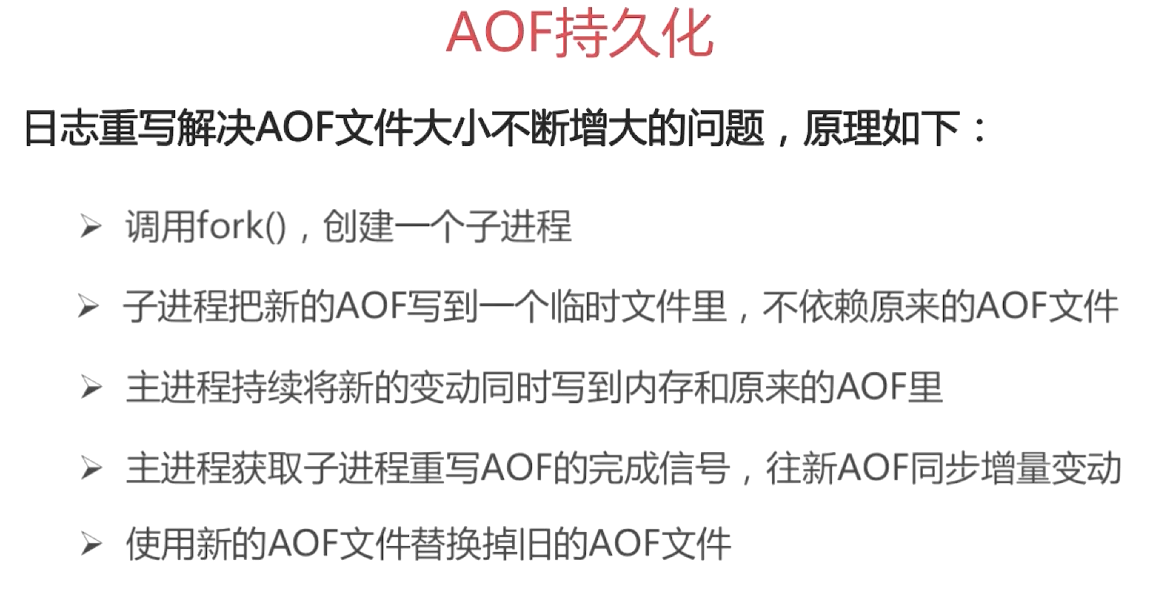 AOF持久化
日志重写解决AOF文件大小不断增大的问题，原理如下：
➢ 调用fork()，创建一个子进程
➢ 子进程把新的AOF写到一个临时文件里，不依赖原来的AOF文件
➢ 主进程持续将新的变动同时写到内存和原来的AOF里
➢ 主进程获取子进程重写AOF的完成信号，往新AOF同步增量变动
➢ 使用新的AOF文件替换掉旧的AOF文件